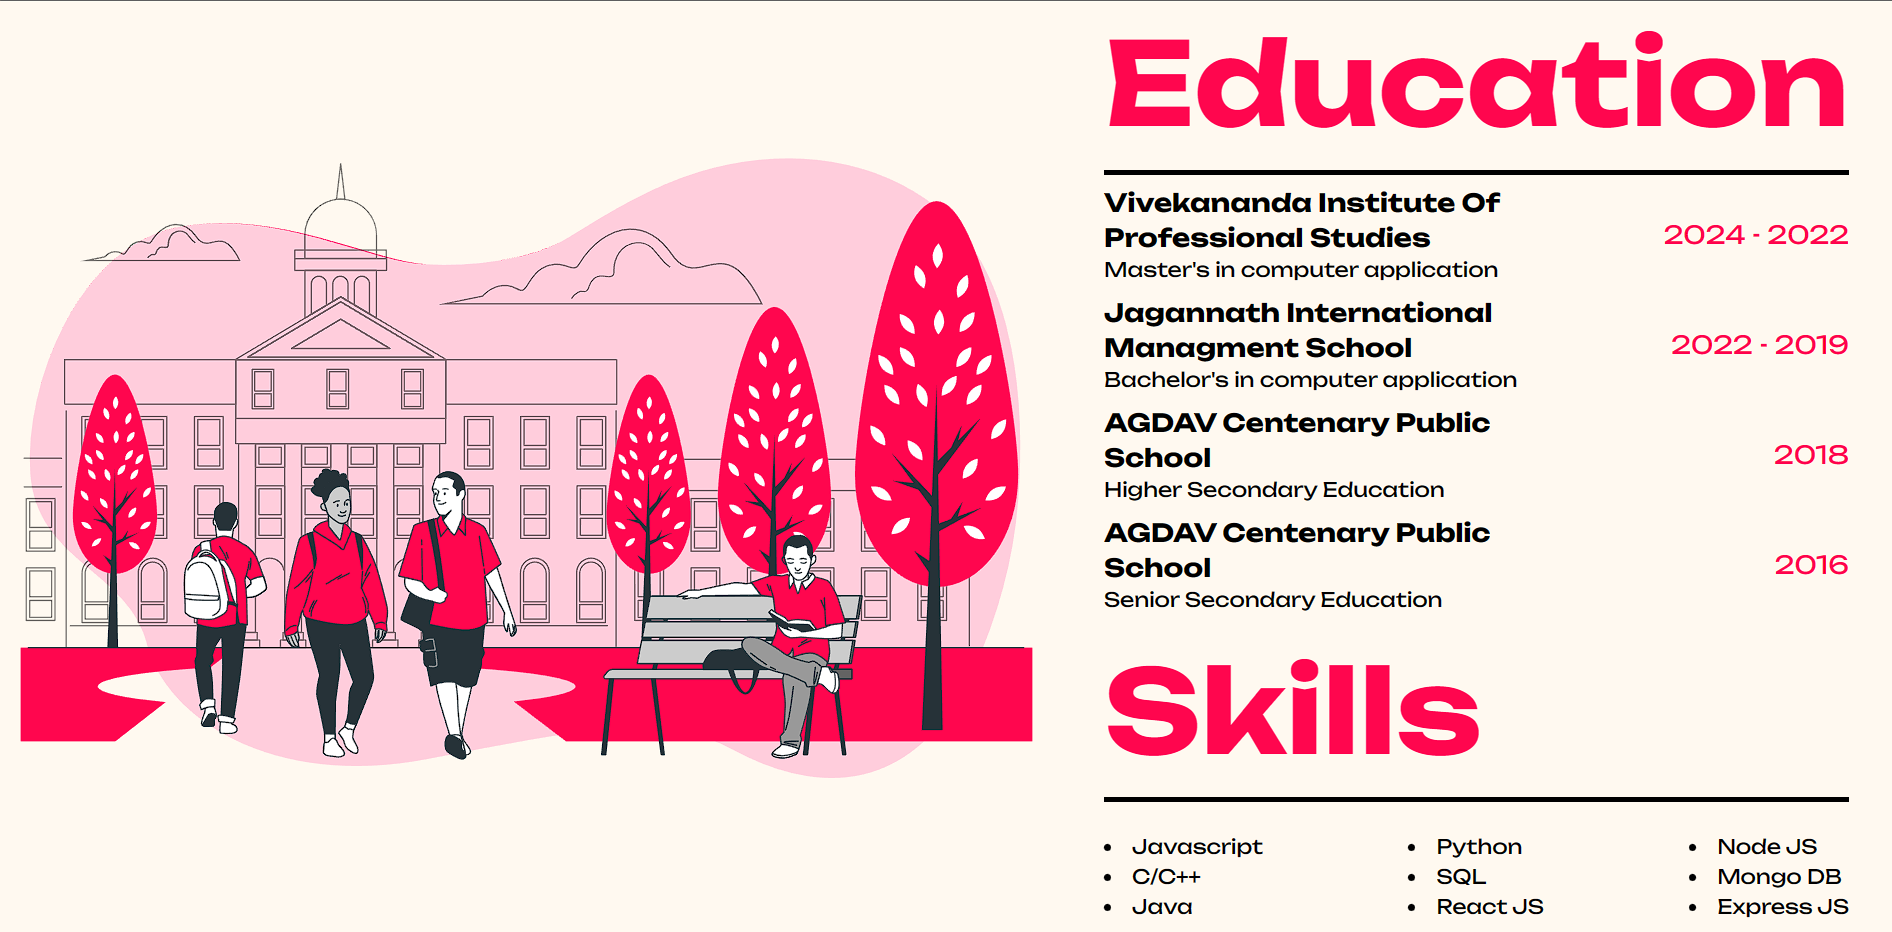 Education
Vivekananda Institute Of
Professional Studies
2024 - 2022
Master's in computer application
Jagannath International
Managment School
2022 - 2019
Bachelor's in computer application
AGDAV Centenary Public
School
2018
Higher Secondary Education
AGDAV Centenary Public
School
2016
Senior Secondary Education
Skills
• Javascript
• C/C++
• Java
• Python
• SQL
• React JS
• Node JS
• Mongo DB
• Express JS